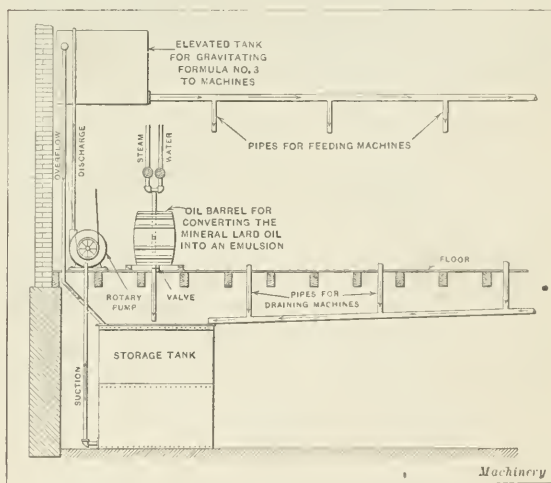 ELEVATED TANK
FOR GRAVITATING
FORMULA NO. 3
TO MACHINES
OVERFLOW
DISCHARGE
STEAM
WATER
PIPES FOR FEEDING MACHINES
OIL BARREL FOR
CONVERTING THE
MINERAL LARD OIL
INTO AN EMULSION
FLOOR
ROTARY
PUMP
VALVE
PIPES FOR
DRAINING MACHINES
STORAGE TANK
SUCTION
Machinery